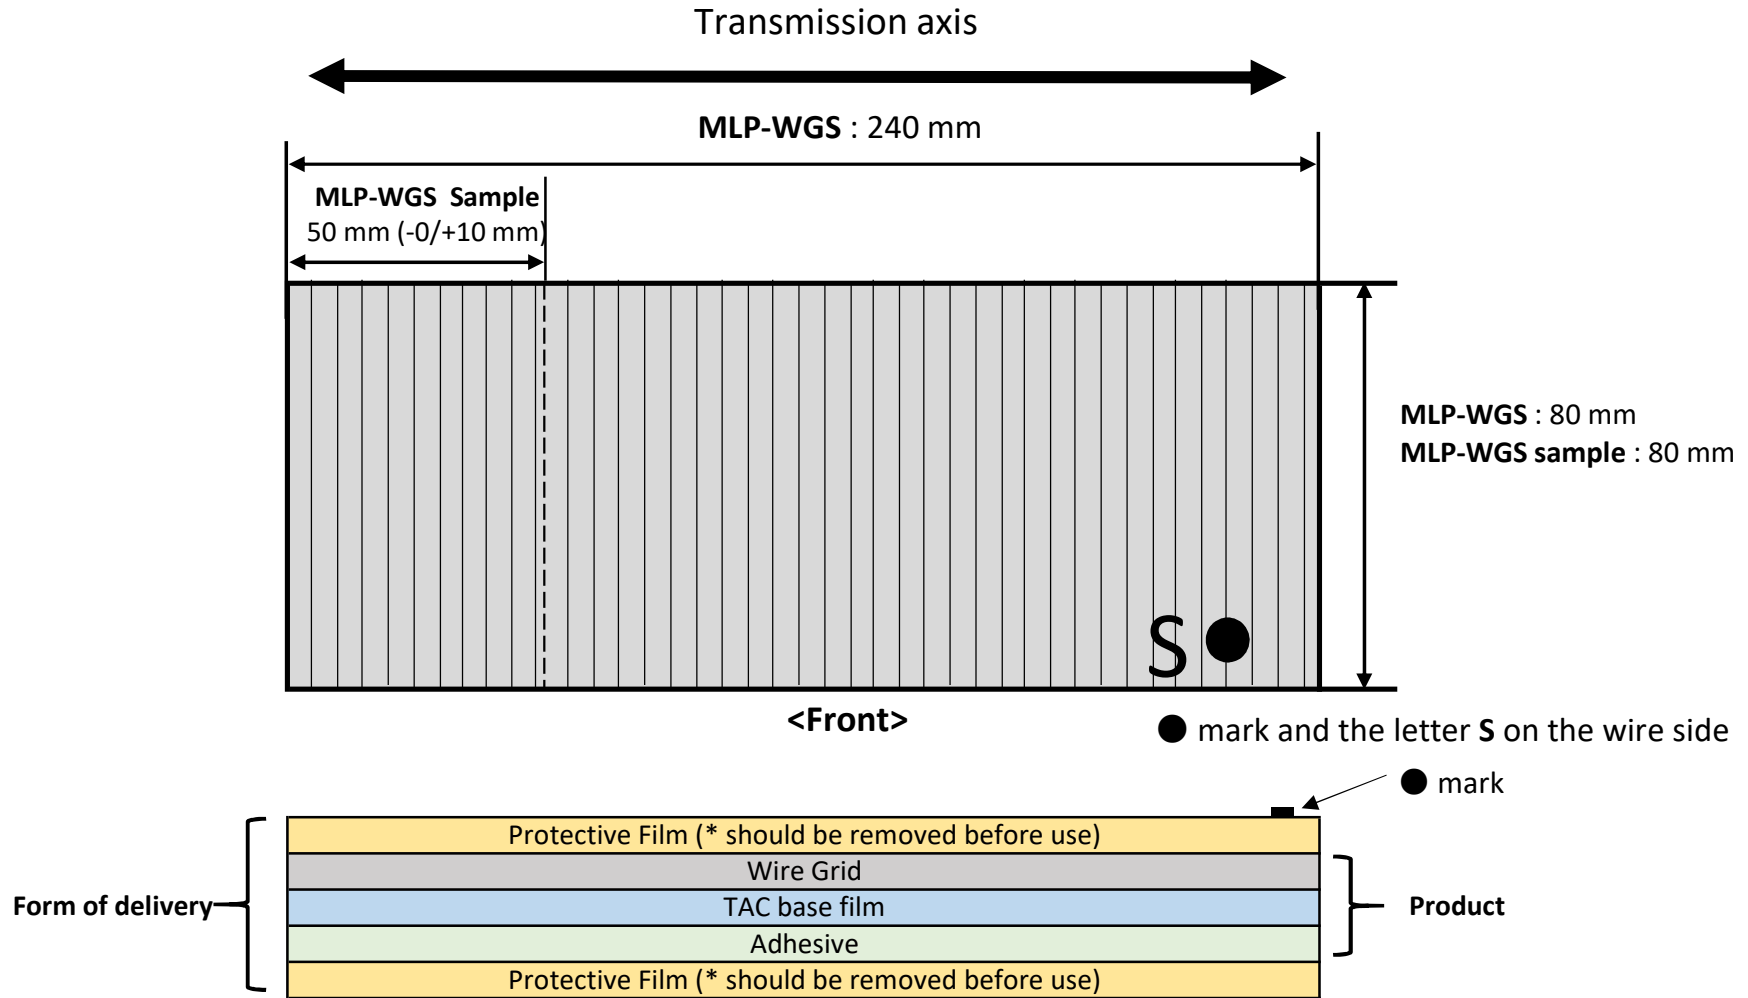 Transmission axis
MLP-WGS : 240 mm
MLP-WGS Sample
50 mm (-0/+10 mm)
MLP-WGS : 80 mm
MLP-WGS sample : 80 mm
S ●
<Front>
● mark and the letter S on the wire side
● mark
Protective Film (* should be removed before use)
Wire Grid
Form of delivery
TAC base film
Product
Adhesive
Protective Film (* should be removed before use)